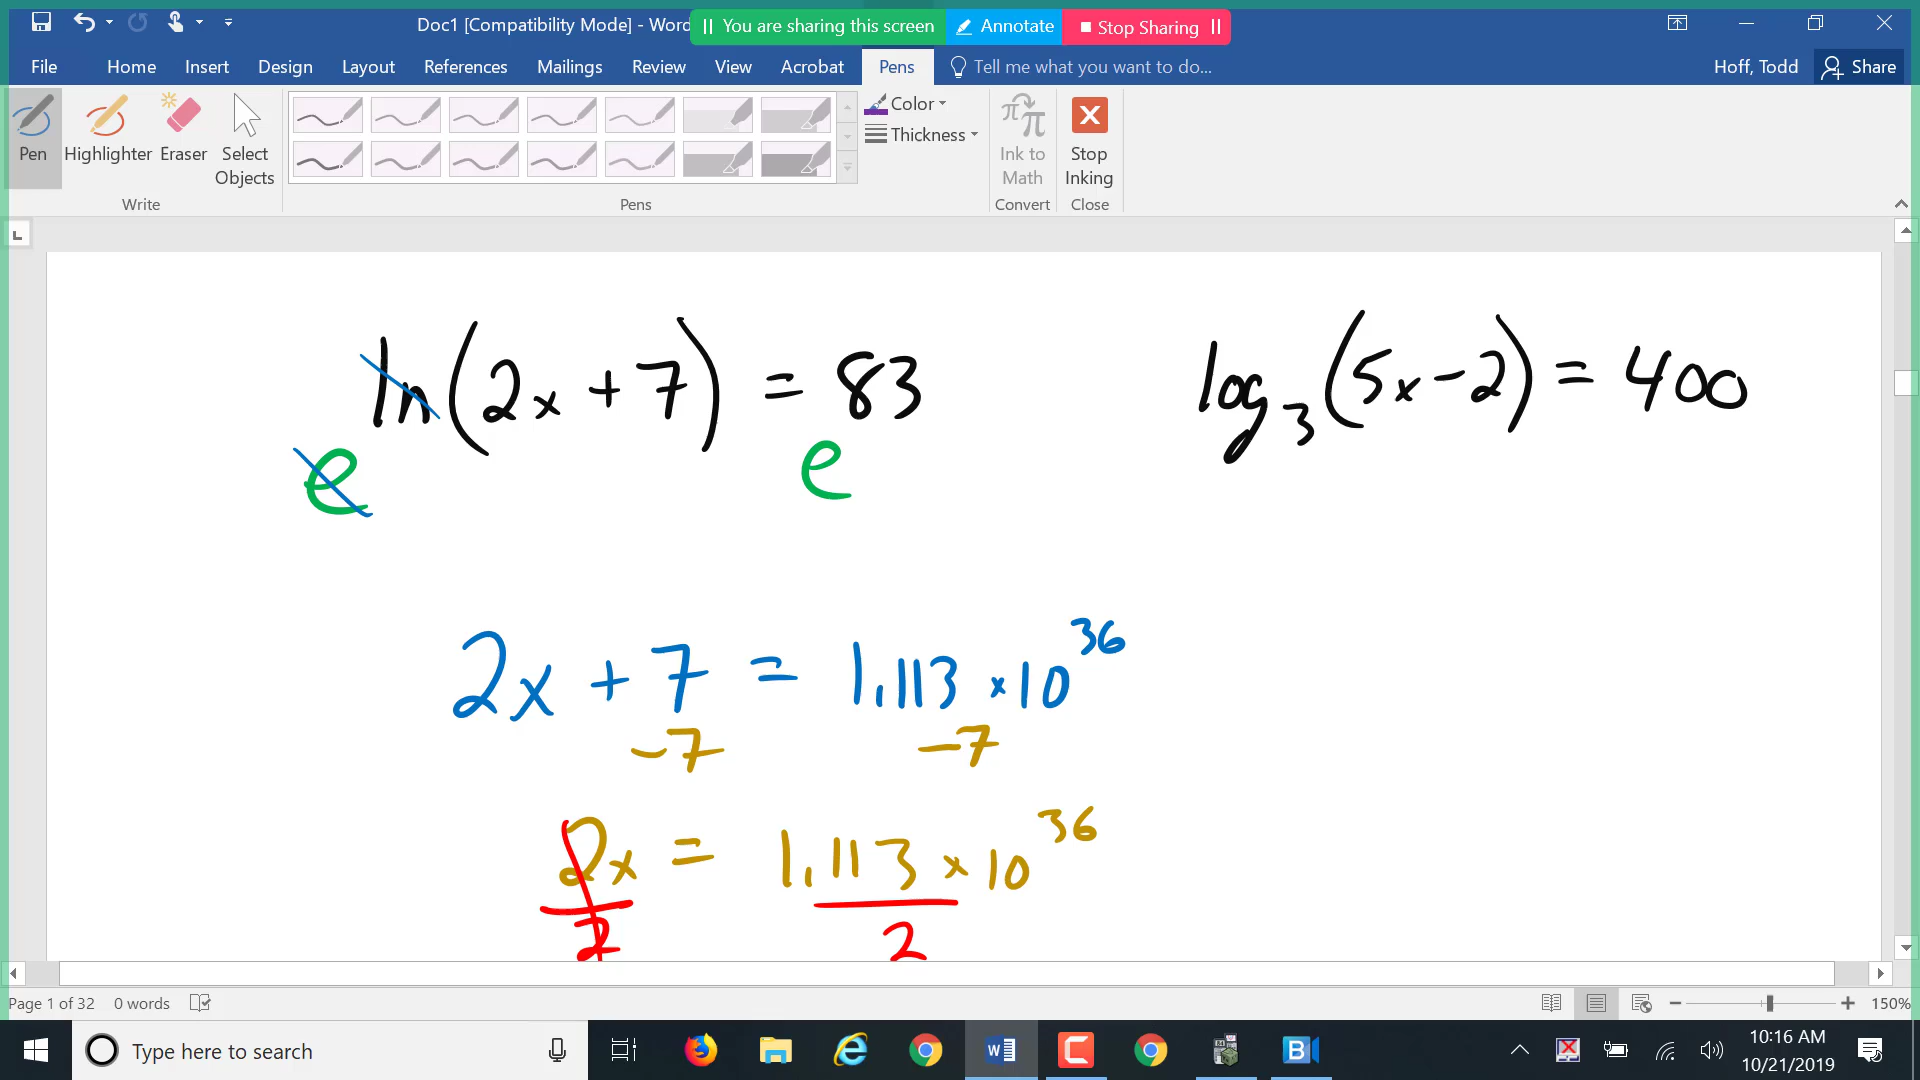 Doc1 [Compatibility Mode] - Word
You are sharing this screen
Annotate
Stop Sharing
File Home Insert Design Layout References Mailings Review View Acrobat Pens Tell me what you want to do... Hoff, Todd Share
Pen Highlighter Eraser Select Objects
Color
Thickness
Ink to Math
Stop Inking
Write Pens Convert Close
ln(2x + 7) = 83
e e
log₃(5x - 2) = 400
2x + 7 = 1.113 × 10³⁶
-7 -7
2x = 1.113 × 10³⁶
2 2
Page 1 of 32 0 words 150%
Type here to search
10:16 AM
10/21/2019